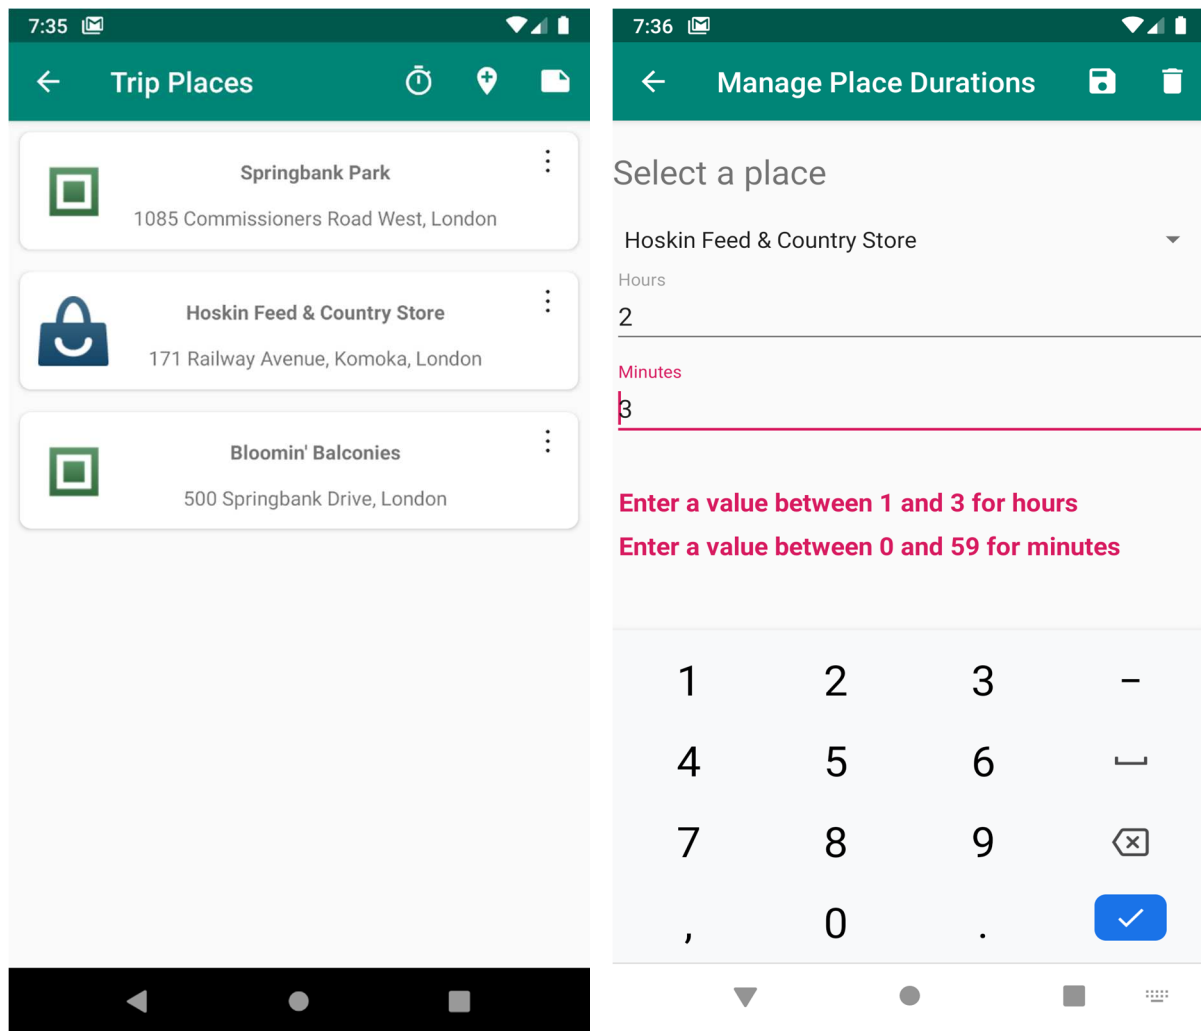 7:35
Trip Places
Springbank Park
1085 Commissioners Road West, London
Hoskin Feed & Country Store
171 Railway Avenue, Komoka, London
Bloomin' Balconies
500 Springbank Drive, London
7:36
Manage Place Durations
Select a place
Hoskin Feed & Country Store
Hours
2
Minutes
3
Enter a value between 1 and 3 for hours
Enter a value between 0 and 59 for minutes
1 2 3 –
4 5 6
7 8 9
, 0 .